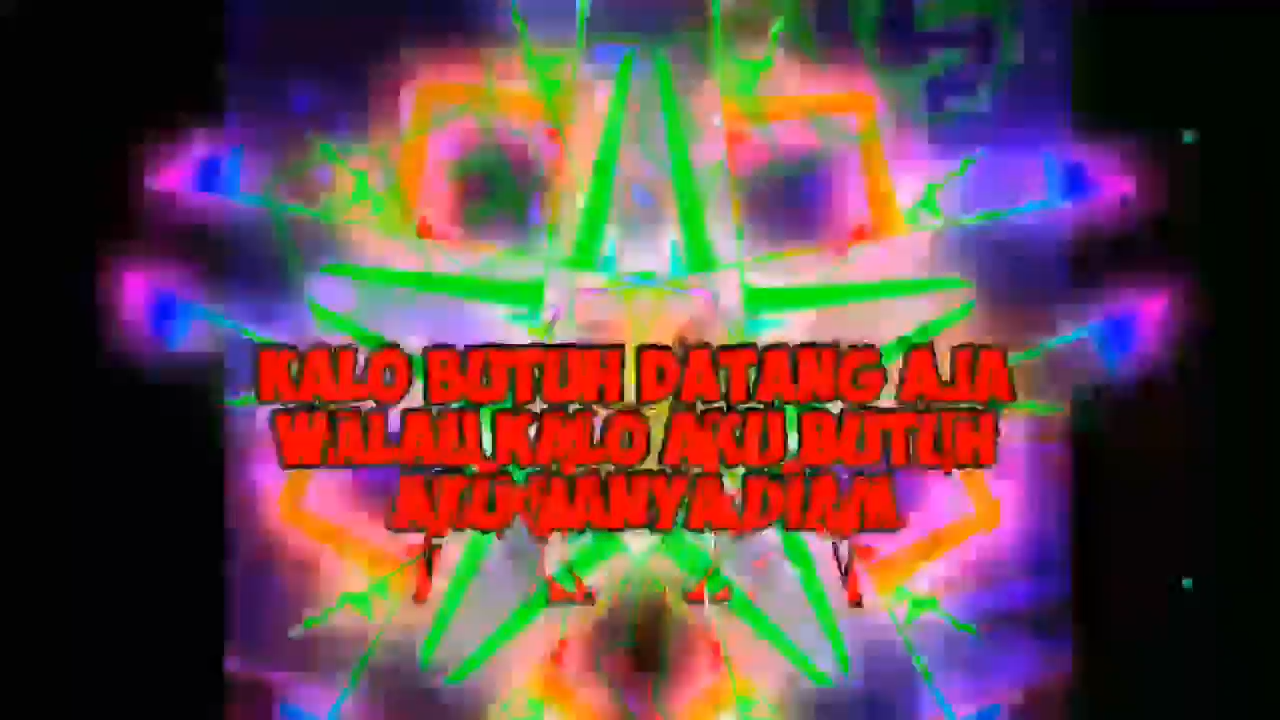 KALO BUTUH DATANG AJA
WALAU KALO AKU BUTUH
AKU HANYA DIAM